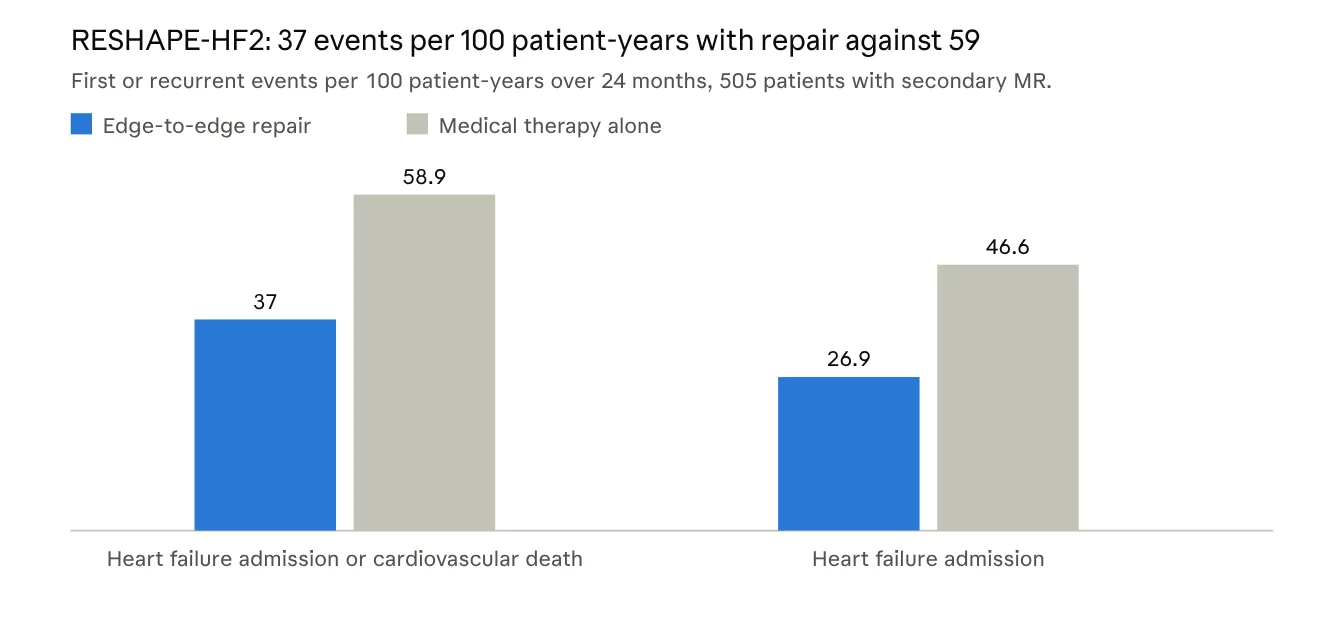 RESHAPE-HF2: 37 events per 100 patient-years with repair against 59
First or recurrent events per 100 patient-years over 24 months, 505 patients with secondary MR.
Edge-to-edge repair
Medical therapy alone
58.9
37
46.6
26.9
Heart failure admission or cardiovascular death
Heart failure admission